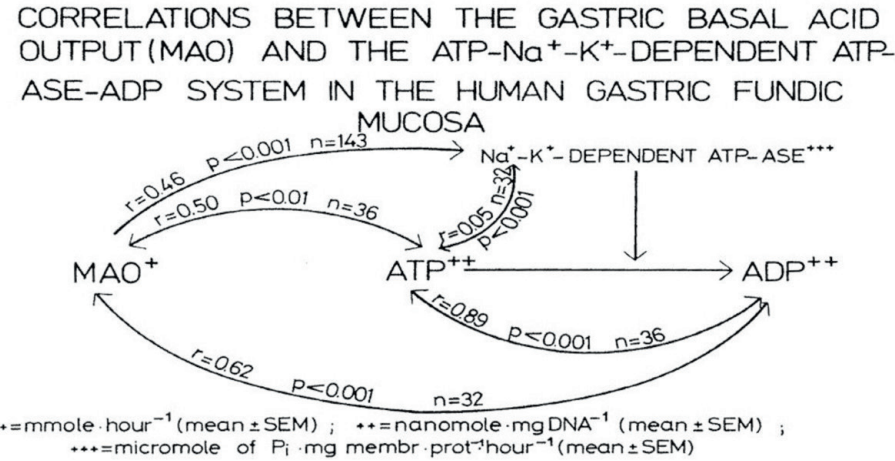 CORRELATIONS BETWEEN THE GASTRIC BASAL ACID
OUTPUT (MAO) AND THE ATP-Na⁺-K⁺-DEPENDENT ATP-
ASE-ADP SYSTEM IN THE HUMAN GASTRIC FUNDIC
MUCOSA
r=0.46 p<0.001 n=143
Na⁺-K⁺-DEPENDENT ATP-ASE⁺⁺⁺
r=0.50 p<0.01 n=36
r=0.05 n=32
p<0.001
MAO⁺
ATP⁺⁺
ADP⁺⁺
r=0.89 p<0.001 n=36
r=0.62 p<0.001 n=32
+=mmole·hour⁻¹ (mean±SEM) ; ++=nanomole·mg DNA⁻¹ (mean±SEM) ;
+++=micromole of Pi·mg membr·prot⁻¹·hour⁻¹ (mean±SEM)